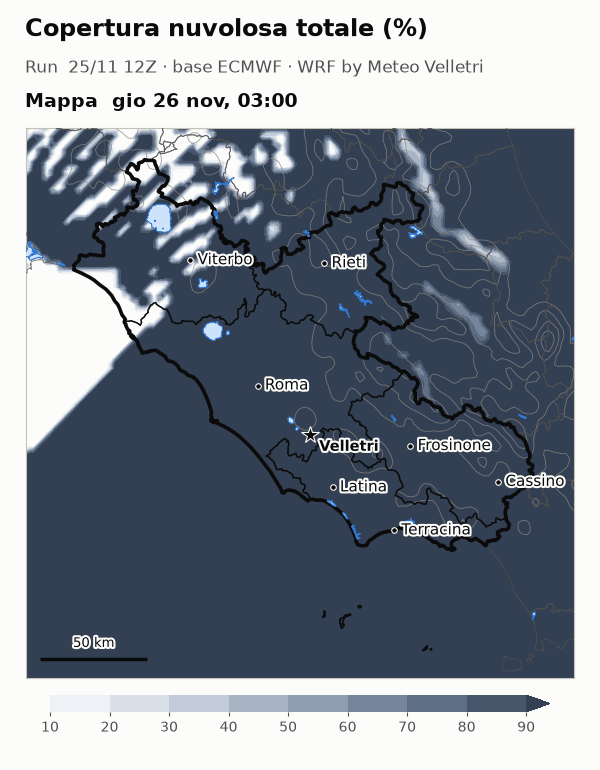 Copertura nuvolosa totale (%)
Run  25/11 12Z · base ECMWF · WRF by Meteo Velletri
Mappa  gio 26 nov, 03:00
Viterbo
Rieti
Roma
Velletri
Frosinone
Cassino
Latina
Terracina
50 km
10 20 30 40 50 60 70 80 90